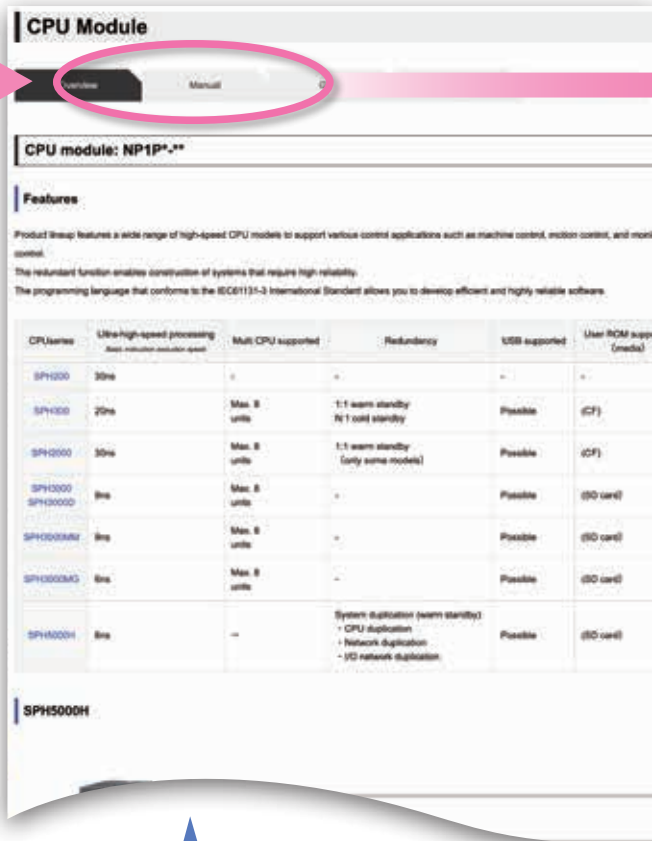 CPU Module
Overview Manual
CPU module: NP1P*-**
Features
Product lineup features a wide range of high-speed CPU models to support various control applications such as machine control, motion control, and
control.
The redundant function enables construction of systems that require high reliability.
The programming language that conforms to the IEC61131-3 International Standard allows you to develop efficient and highly reliable software.
CPUseries Ultra-high-speed processing Multi CPU supported Redundancy USB supported User ROM
Basic instruction execution speed (media)
SPH200 30ns - - - -
SPH300 20ns Max. 8 units 1:1 warm standby N:1 cold standby Possible (CF)
SPH2000 30ns Max. 8 units 1:1 warm standby (only some models) Possible (CF)
SPH3000 SPH3000D 9ns Max. 8 units - Possible (SD card)
SPH3000MM 9ns Max. 8 units - Possible (SD card)
SPH3000MG Max. 8 units - Possible (SD card)
SPH5000H 8ns -- System duplication (warm standby) Possible (SD card)
・CPU duplication
・Network duplication
・I/O network duplication
SPH5000H